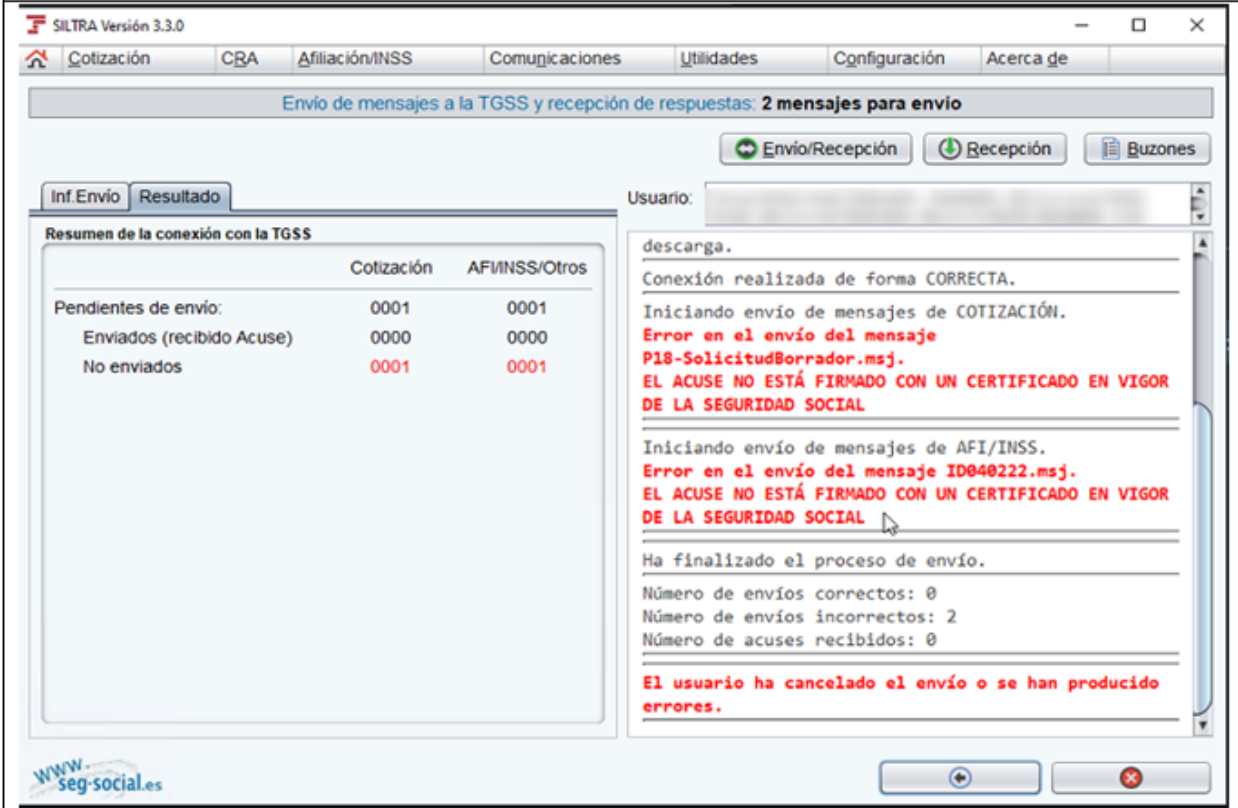 SILTRA Versión 3.3.0
Cotización CRA Afiliación/INSS Comunicaciones Utilidades Configuración Acerca de
Envío de mensajes a la TGSS y recepción de respuestas: 2 mensajes para envio
Envío/Recepción Recepción Buzones
Inf.Envío Resultado
Usuario:
Resumen de la conexión con la TGSS
Cotización AFI/INSS/Otros
Pendientes de envío: 0001 0001
Enviados (recibido Acuse) 0000 0000
No enviados 0001 0001
descarga.
Conexión realizada de forma CORRECTA.
Iniciando envío de mensajes de COTIZACIÓN.
Error en el envío del mensaje
P18-SolicitudBorrador.msj.
EL ACUSE NO ESTÁ FIRMADO CON UN CERTIFICADO EN VIGOR
DE LA SEGURIDAD SOCIAL
Iniciando envío de mensajes de AFI/INSS.
Error en el envío del mensaje ID040222.msj.
EL ACUSE NO ESTÁ FIRMADO CON UN CERTIFICADO EN VIGOR
DE LA SEGURIDAD SOCIAL
Ha finalizado el proceso de envío.
Número de envíos correctos: 0
Número de envíos incorrectos: 2
Número de acuses recibidos: 0
El usuario ha cancelado el envío o se han producido
errores.
www.
seg-social.es